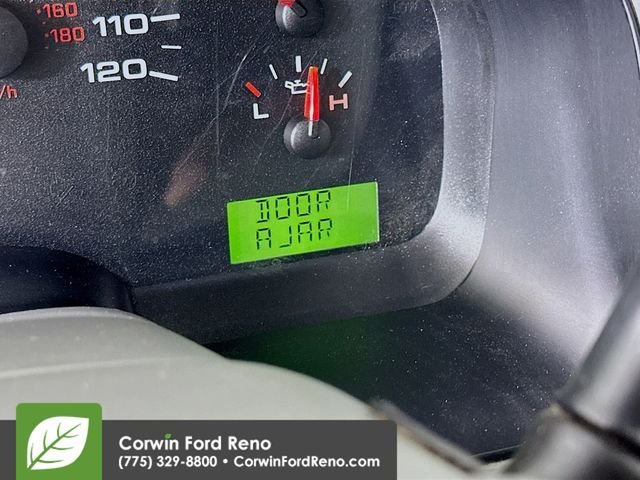 160
180
110
120
/h
L
H
DOOR
AJAR
Corwin Ford Reno
(775) 329-8800 • CorwinFordReno.com